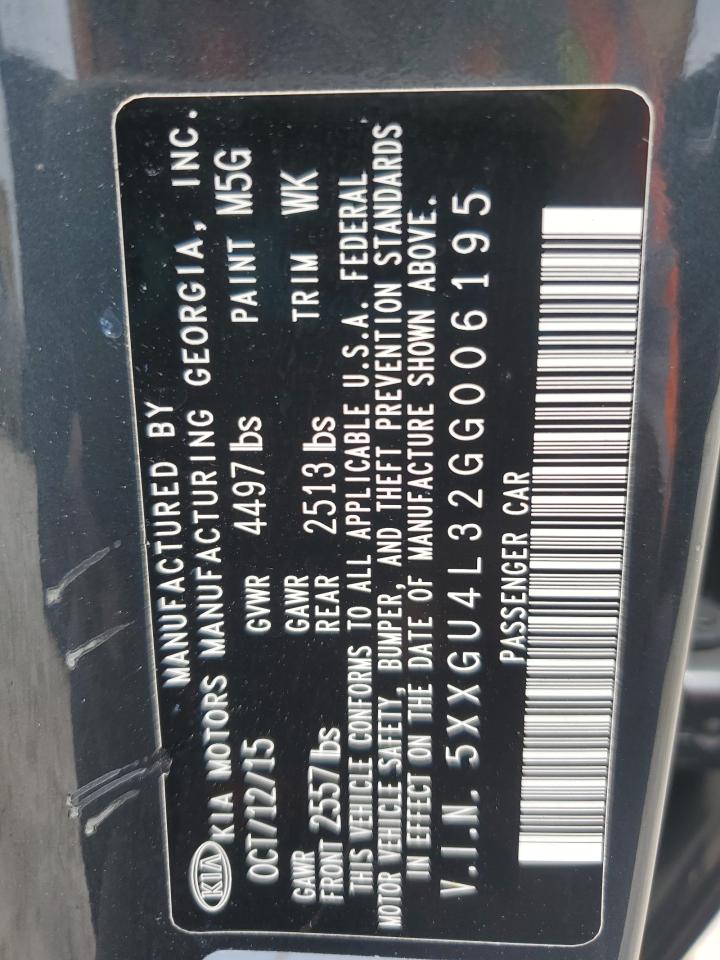 MANUFACTURED BY
KIA KIA MOTORS MANUFACTURING GEORGIA, INC.
OCT/12/15 GVWR 4497 lbs PAINT M5G
GAWR FRONT 2557 lbs GAWR REAR 2513 lbs TRIM WK
THIS VEHICLE CONFORMS TO ALL APPLICABLE U.S.A. FEDERAL
MOTOR VEHICLE SAFETY, BUMPER, AND THEFT PREVENTION STANDARDS
IN EFFECT ON THE DATE OF MANUFACTURE SHOWN ABOVE.
V.I.N. 5XXGU4L32GG006195
PASSENGER CAR